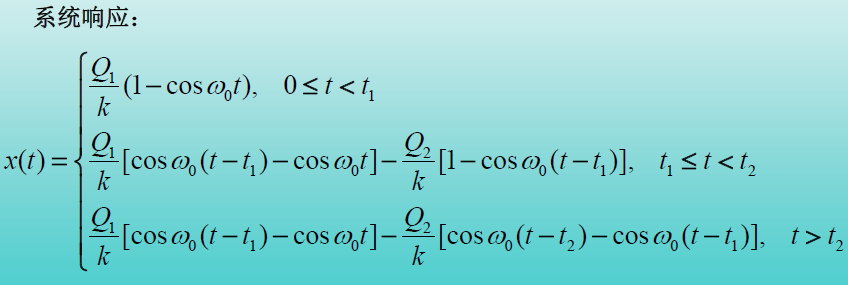 系统响应：
x(t) = { Q₁/k (1 − cos ω₀t), 0 ≤ t < t₁
Q₁/k [cos ω₀(t − t₁) − cos ω₀t] − Q₂/k [1 − cos ω₀(t − t₁)], t₁ ≤ t < t₂
Q₁/k [cos ω₀(t − t₁) − cos ω₀t] − Q₂/k [cos ω₀(t − t₂) − cos ω₀(t − t₁)], t > t₂